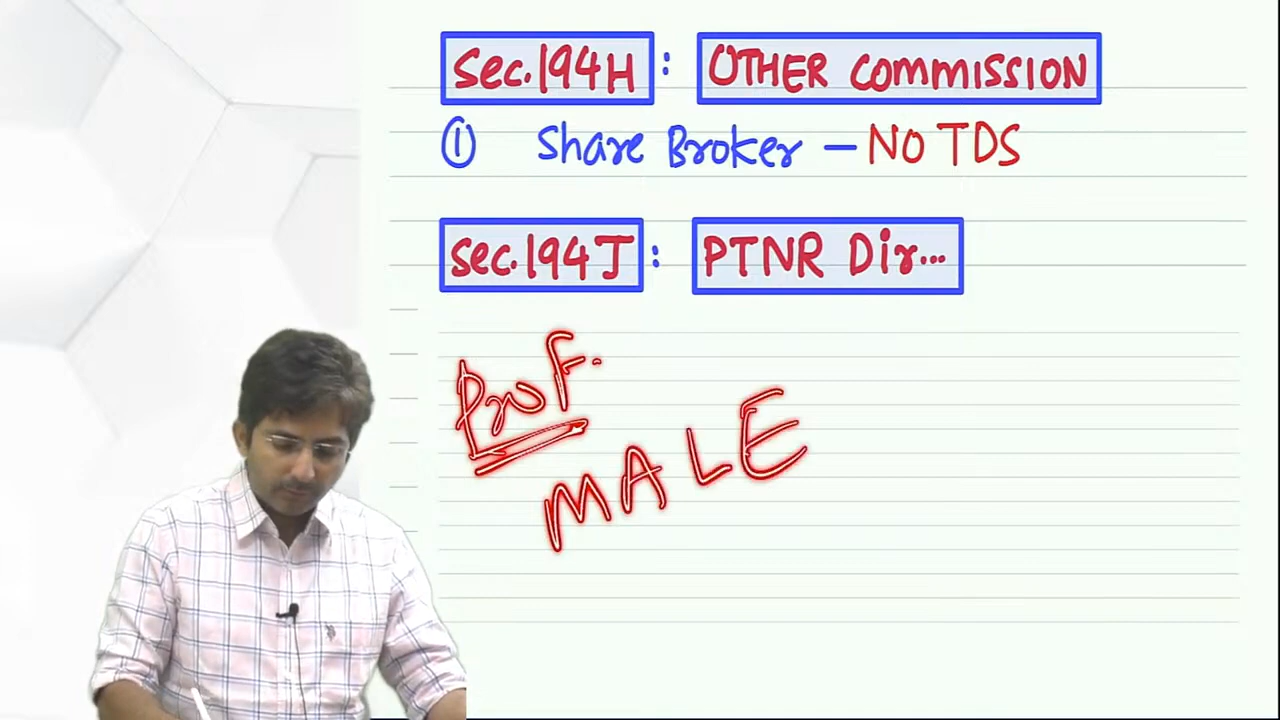 Sec.194H : OTHER COMMISSION
① Share Broker – NO TDS
Sec.194J : PTNR Dir...
Prof.
MALE